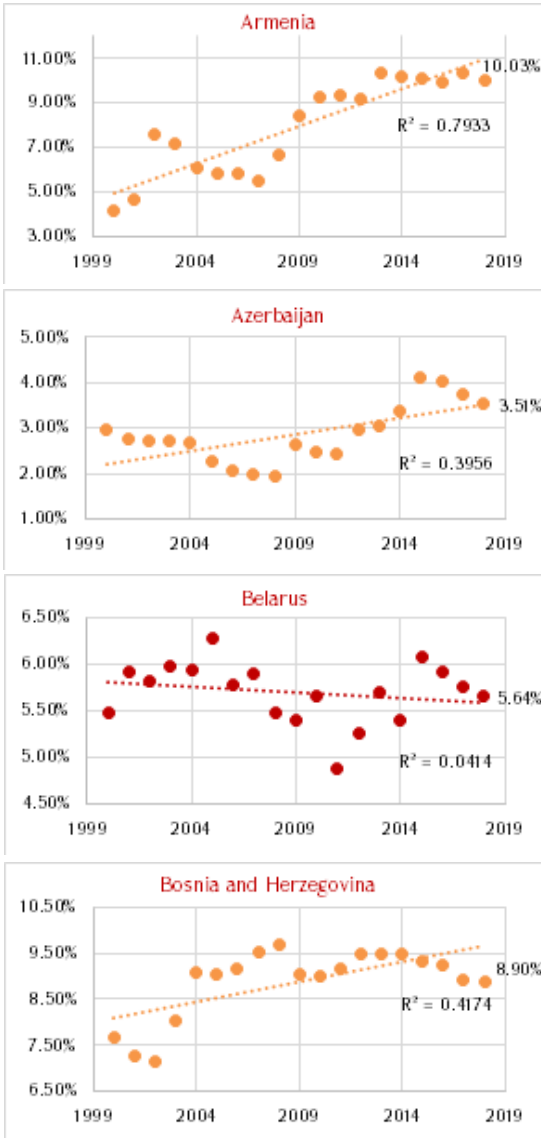 Armenia
11.00%
10.03%
9.00%
R² = 0.7933
7.00%
5.00%
3.00%
1999 2004 2009 2014 2019
Azerbaijan
5.00%
4.00%
3.51%
3.00%
R² = 0.3956
2.00%
1.00%
1999 2004 2009 2014 2019
Belarus
6.50%
6.00%
5.64%
5.50%
R² = 0.0414
5.00%
4.50%
1999 2004 2009 2014 2019
Bosnia and Herzegovina
10.50%
9.50%
8.90%
8.50%
R² = 0.4174
7.50%
6.50%
1999 2004 2009 2014 2019